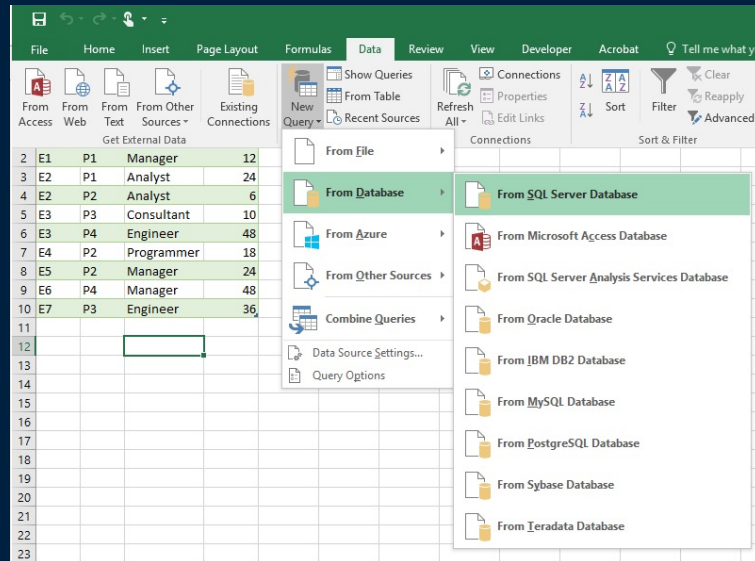 File Home Insert Page Layout Formulas Data Review View Developer Acrobat Tell me what y
From Access
From Web
From Text
From Other Sources
Existing Connections
Get External Data
New Query
Show Queries
From Table
Recent Sources
Refresh All
Connections
Properties
Edit Links
Connections
Sort
Filter
Clear
Reapply
Advanced
Sort & Filter
2 E1 P1 Manager 12
3 E2 P1 Analyst 24
4 E2 P2 Analyst 6
5 E3 P3 Consultant 10
6 E3 P4 Engineer 48
7 E4 P2 Programmer 18
8 E5 P2 Manager 24
9 E6 P4 Manager 48
10 E7 P3 Engineer 36
11
12
13
14
15
16
17
18
19
20
21
22
23
From File
From Database
From Azure
From Other Sources
Combine Queries
Data Source Settings...
Query Options
From SQL Server Database
From Microsoft Access Database
From SQL Server Analysis Services Database
From Oracle Database
From IBM DB2 Database
From MySQL Database
From PostgreSQL Database
From Sybase Database
From Teradata Database